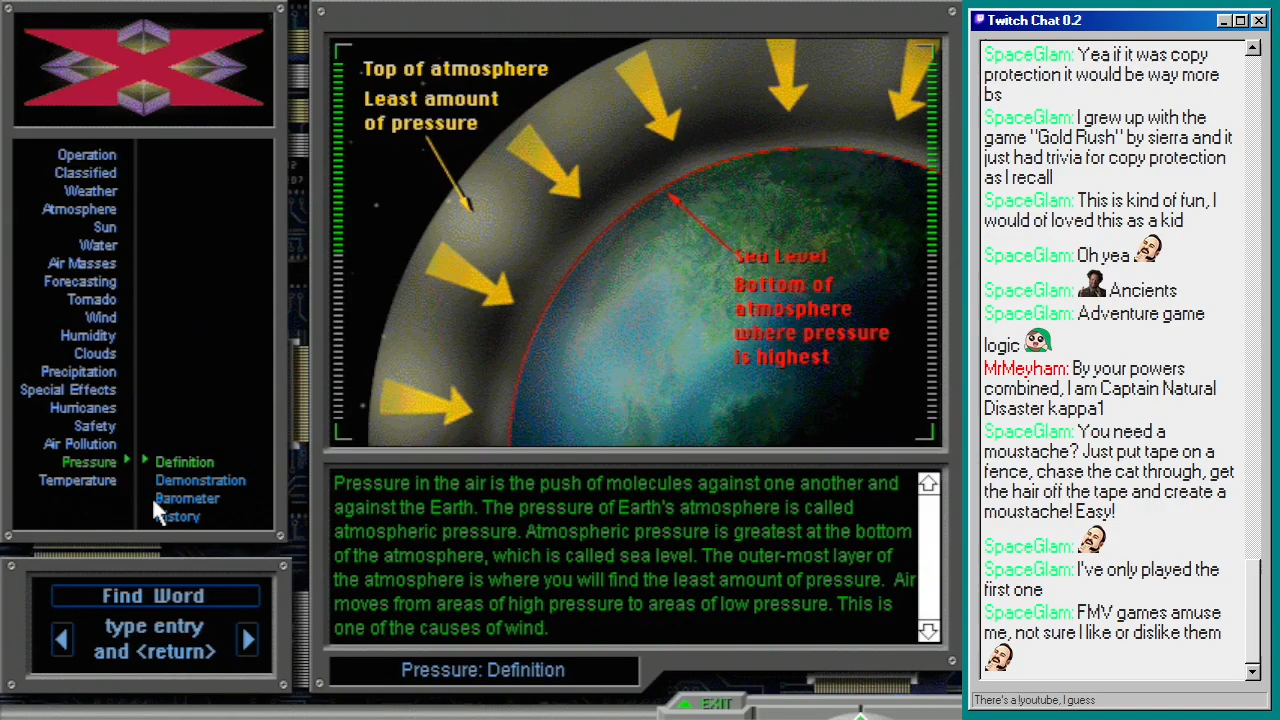 Top of atmosphere
Least amount
of pressure
Sea Level
Bottom of
atmosphere
where pressure
is highest
Operation
Classified
Weather
Atmosphere
Sun
Water
Air Masses
Forecasting
Tornado
Wind
Humidity
Clouds
Precipitation
Special Effects
Hurricanes
Safety
Air Pollution
Pressure
Temperature
Definition
Demonstration
Barometer
History
Pressure in the air is the push of molecules against one another and
against the Earth. The pressure of Earth's atmosphere is called
atmospheric pressure. Atmospheric pressure is greatest at the bottom
of the atmosphere, which is called sea level. The outer-most layer of
the atmosphere is where you will find the least amount of pressure. Air
moves from areas of high pressure to areas of low pressure. This is
one of the causes of wind.
Find Word
type entry
and <return>
Pressure: Definition
EXIT
Twitch Chat 0.2
SpaceGlam: Yea if it was copy
protection it would be way more
bs
SpaceGlam: I grew up with the
game "Gold Rush" by sierra and it
just had trivia for copy protection
as I recall
SpaceGlam: This is kind of fun, I
would of loved this as a kid
SpaceGlam: Oh yea
SpaceGlam: Ancients
SpaceGlam: Adventure game
logic
MrMeyham: By your powers
combined, I am Captain Natural
Disaster kappa1
SpaceGlam: You need a
moustache? Just put tape on a
fence, chase the cat through, get
the hair off the tape and create a
moustache! Easy!
SpaceGlam:
SpaceGlam: I've only played the
first one
SpaceGlam: FMV games amuse
me, not sure I like or dislike them
There's a !youtube, I guess